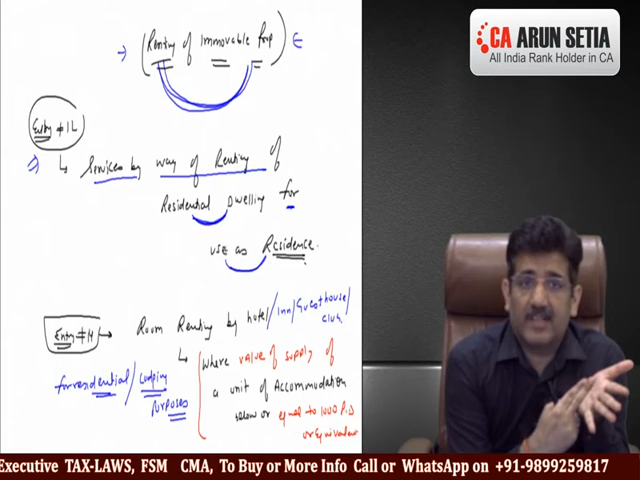 → (Renting of Immovable Prop)
CA ARUN SETIA
All India Rank Holder in CA
Entry # 12
↳ Services by way of Renting of
Residential Dwelling for
use as Residence.
Entry # 14 → Room Renting by hotel/Inn/Guesthouse/
club.
for residential/Lodging
purposes
↳ Where value of supply of
a unit of Accommodation
below or equal to 1000 P.D
or Equivalent
Executive TAX-LAWS, FSM CMA, To Buy or More Info Call or WhatsApp on +91-9899259817